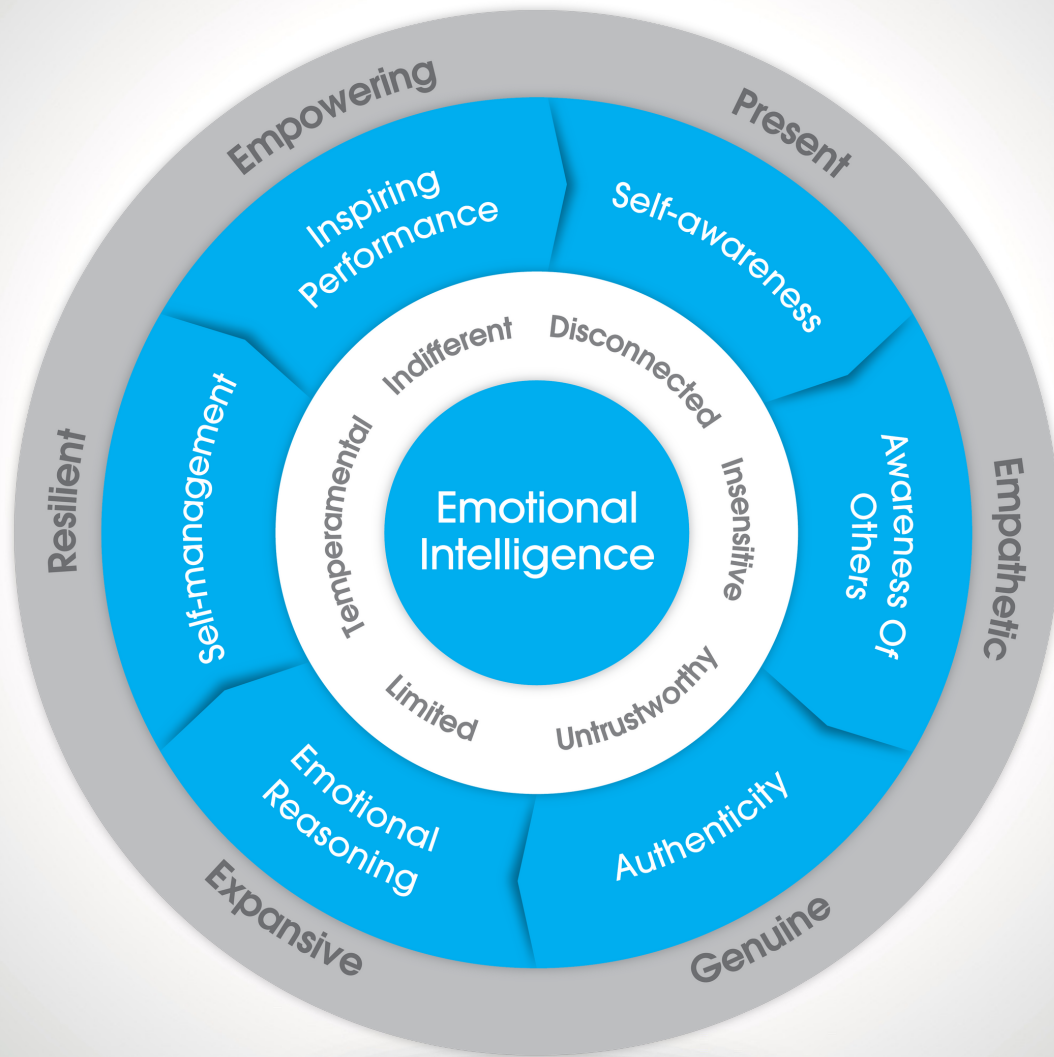 Empowering
Present
Empathetic
Genuine
Expansive
Resilient
Inspiring
Performance
Self-awareness
Awareness Of
Others
Authenticity
Emotional
Reasoning
Self-management
Indifferent
Disconnected
Insensitive
Untrustworthy
Limited
Temperamental
Emotional
Intelligence